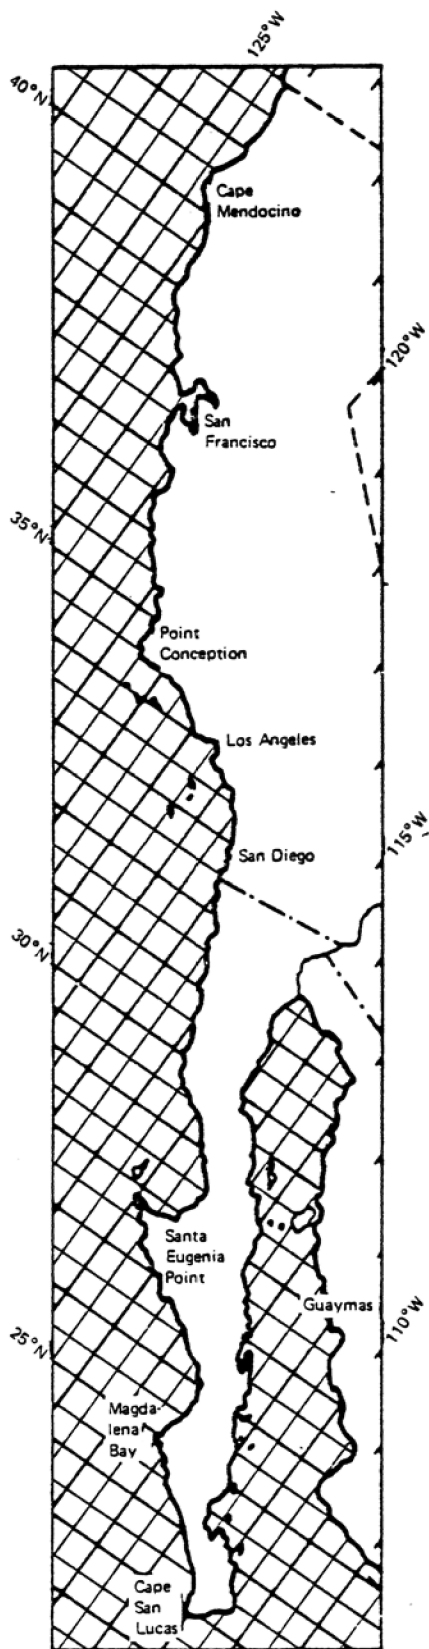 125°W
40°N
Cape
Mendocino
120°W
San
Francisco
35°N
Point
Conception
Los Angeles
115°W
San Diego
30°N
Santa
Eugenia
Point
Guaymas
110°W
25°N
Magda-
lena
Bay
Cape
San
Lucas